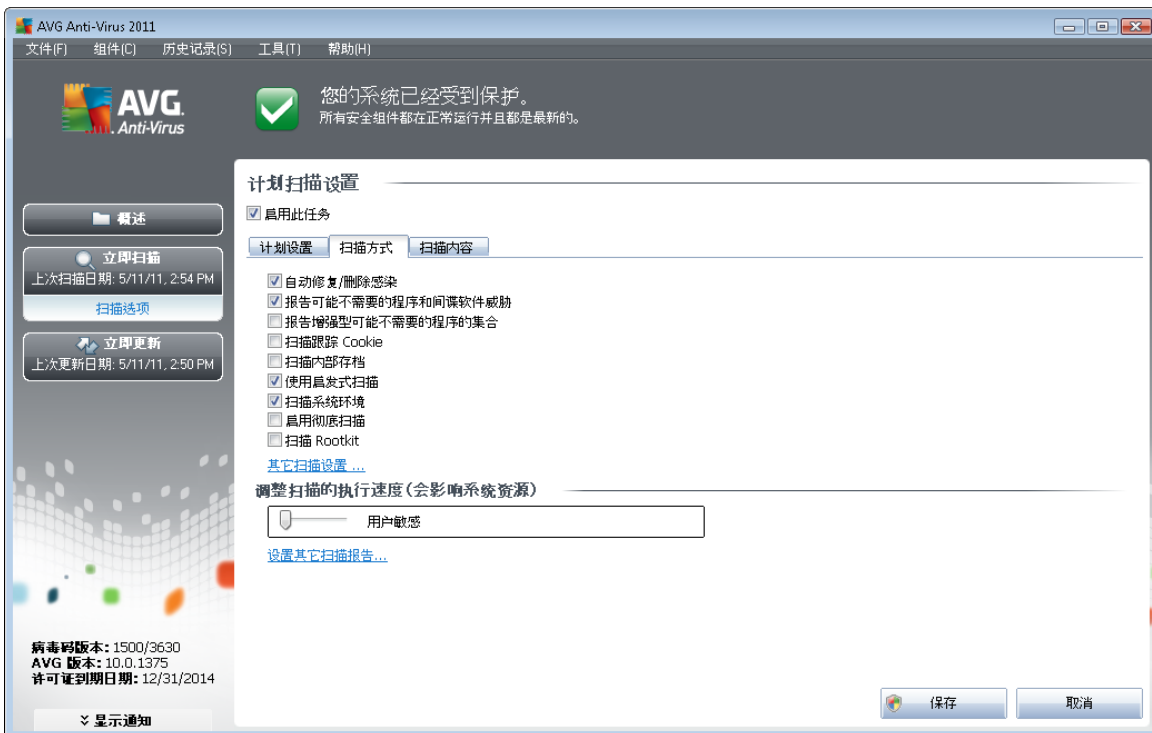 AVG Anti-Virus 2011
文件(F) 组件(C) 历史记录(S) 工具(T) 帮助(H)
AVG.
Anti-Virus
您的系统已经受到保护。
所有安全组件都在正常运行并且都是最新的。
概述
立即扫描
上次扫描日期: 5/11/11, 2:54 PM
扫描选项
立即更新
上次更新日期: 5/11/11, 2:50 PM
病毒码版本: 1500/3630
AVG 版本: 10.0.1375
许可证到期日期: 12/31/2014
显示通知
计划扫描设置
启用此任务
计划设置 扫描方式 扫描内容
自动修复/删除感染
报告可能不需要的程序和间谍软件威胁
报告增强型可能不需要的程序的集合
扫描跟踪 Cookie
扫描内部存档
使用启发式扫描
扫描系统环境
启用彻底扫描
扫描 Rootkit
其它扫描设置 ...
调整扫描的执行速度(会影响系统资源)
用户敏感
设置其它扫描报告...
保存 取消